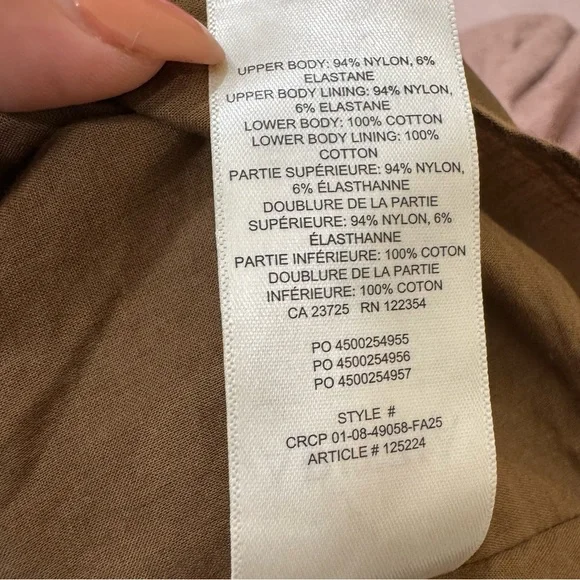 UPPER BODY: 94% NYLON, 6%
ELASTANE
UPPER BODY LINING: 94% NYLON,
6% ELASTANE
LOWER BODY: 100% COTTON
LOWER BODY LINING: 100%
COTTON
PARTIE SUPÉRIEURE: 94% NYLON,
6% ÉLASTHANNE
DOUBLURE DE LA PARTIE
SUPÉRIEURE: 94% NYLON, 6%
ÉLASTHANNE
PARTIE INFÉRIEURE: 100% COTON
DOUBLURE DE LA PARTIE
INFÉRIEURE: 100% COTON
CA 23725 RN 122354
PO 4500254955
PO 4500254956
PO 4500254957
STYLE #
CRCP 01-08-49058-FA25
ARTICLE # 125224